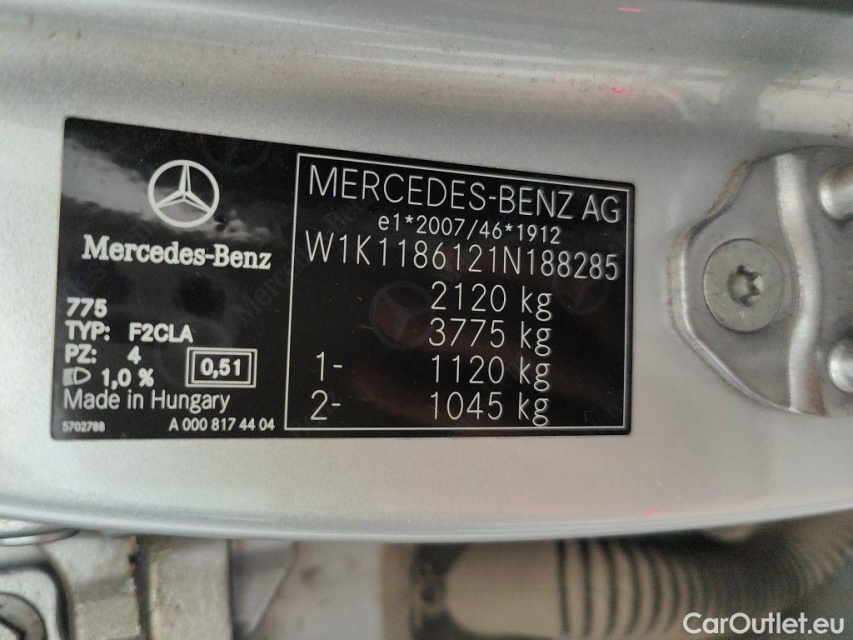 Mercedes-Benz
775
TYP: F2CLA
PZ: 4
1,0 % 0,51
Made in Hungary
5702788 A 000 817 44 04
MERCEDES-BENZ AG
e1*2007/46*1912
W1K1186121N188285
2120 kg
3775 kg
1- 1120 kg
2- 1045 kg
CarOutlet.eu